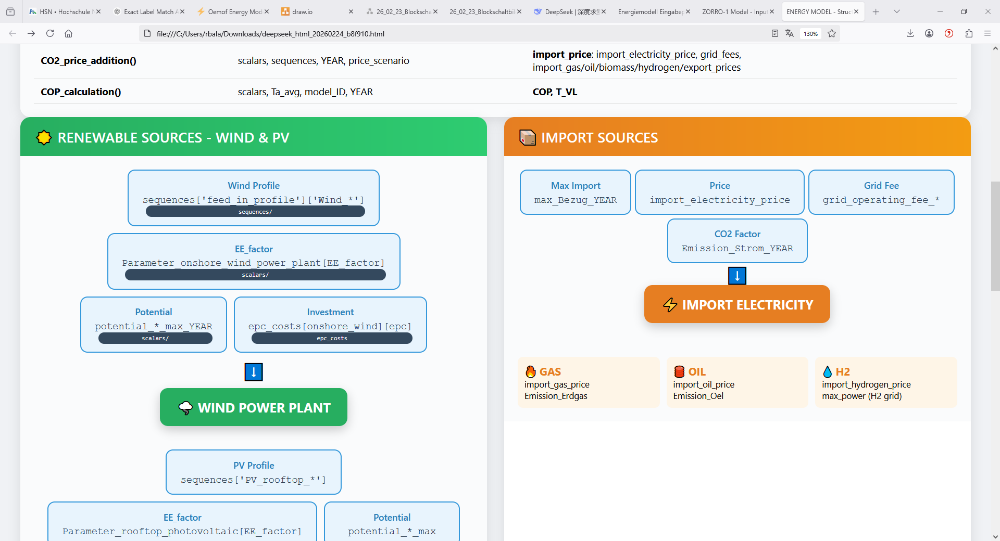 HSN • Hochschule N
Exact Label Match A
Oemof Energy Mod
draw.io
26_02_23_Blockscha
26_02_23_Blockschaltbil
DeepSeek | 深度求索
Energiemodell Eingabep
ZORRO-1 Model - Input
ENERGY MODEL - Struc
file:///C:/Users/rbala/Downloads/deepseek_html_20260224_b8f910.html
130%
CO2_price_addition()
scalars, sequences, YEAR, price_scenario
import_price: import_electricity_price, grid_fees,
import_gas/oil/biomass/hydrogen/export_prices
COP_calculation()
scalars, Ta_avg, model_ID, YEAR
COP, T_VL
RENEWABLE SOURCES - WIND & PV
Wind Profile
sequences['feed_in_profile']['Wind_*']
sequences/
EE_factor
Parameter_onshore_wind_power_plant[EE_factor]
scalars/
Potential
potential_*_max_YEAR
scalars/
Investment
epc_costs[onshore_wind][epc]
epc_costs
↓
WIND POWER PLANT
PV Profile
sequences['PV_rooftop_*']
EE_factor
Parameter_rooftop_photovoltaic[EE_factor]
Potential
potential_*_max
IMPORT SOURCES
Max Import
max_Bezug_YEAR
Price
import_electricity_price
Grid Fee
grid_operating_fee_*
CO2 Factor
Emission_Strom_YEAR
↓
IMPORT ELECTRICITY
GAS
import_gas_price
Emission_Erdgas
OIL
import_oil_price
Emission_Oel
H2
import_hydrogen_price
max_power (H2 grid)